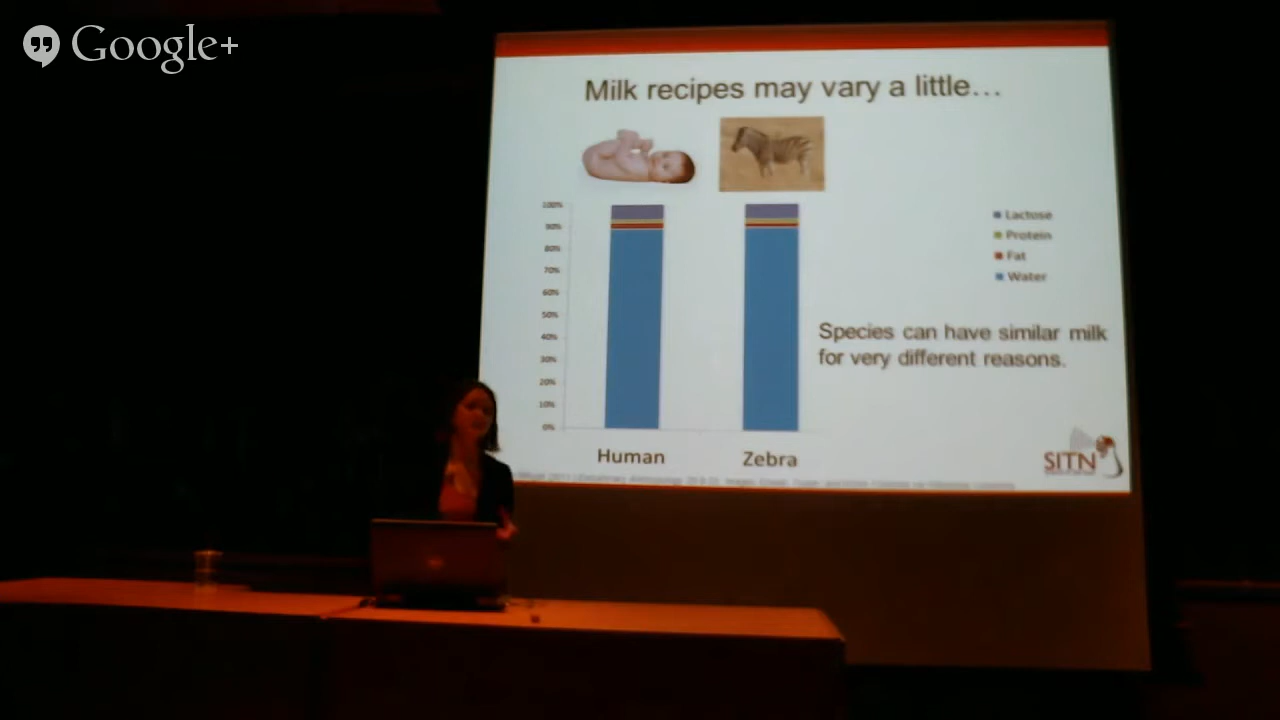 Google+
Milk recipes may vary a little…
100%
90%
80%
70%
60%
50%
40%
30%
20%
10%
0%
Human
Zebra
Lactose
Protein
Fat
Water
Species can have similar milk
for very different reasons.
SITN